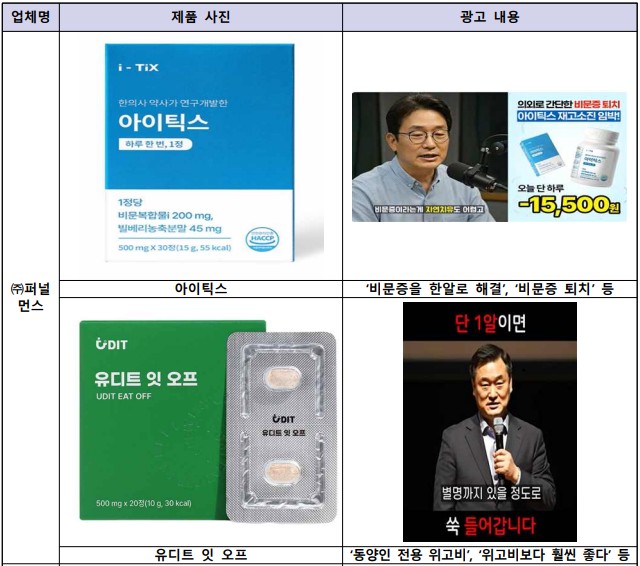 업체명
제품 사진
광고 내용
㈜퍼널
먼스
i - TiX
한의사 약사가 연구개발한
아이틱스
하루 한 번, 1정
1정당
비문복합물i 200 mg,
빌베리농축분말 45 mg
500 mg X 30정(15 g, 55 kcal)
HACCP
비문증이라는게 자연치유도 어렵고
의외로 간단한 비문증 퇴치
아이틱스 재고소진 임박!
오늘 단 하루
-15,500원
아이틱스
‘비문증을 한알로 해결’, ‘비문증 퇴치’ 등
UDIT
유디트 잇 오프
UDIT EAT OFF
500 mg x 20정(10 g, 30 kcal)
UDIT
유디트 잇 오프
단 1알이면
별명까지 있을 정도로
쑥 들어갑니다
유디트 잇 오프
‘동양인 전용 위고비’, ‘위고비보다 훨씬 좋다’ 등